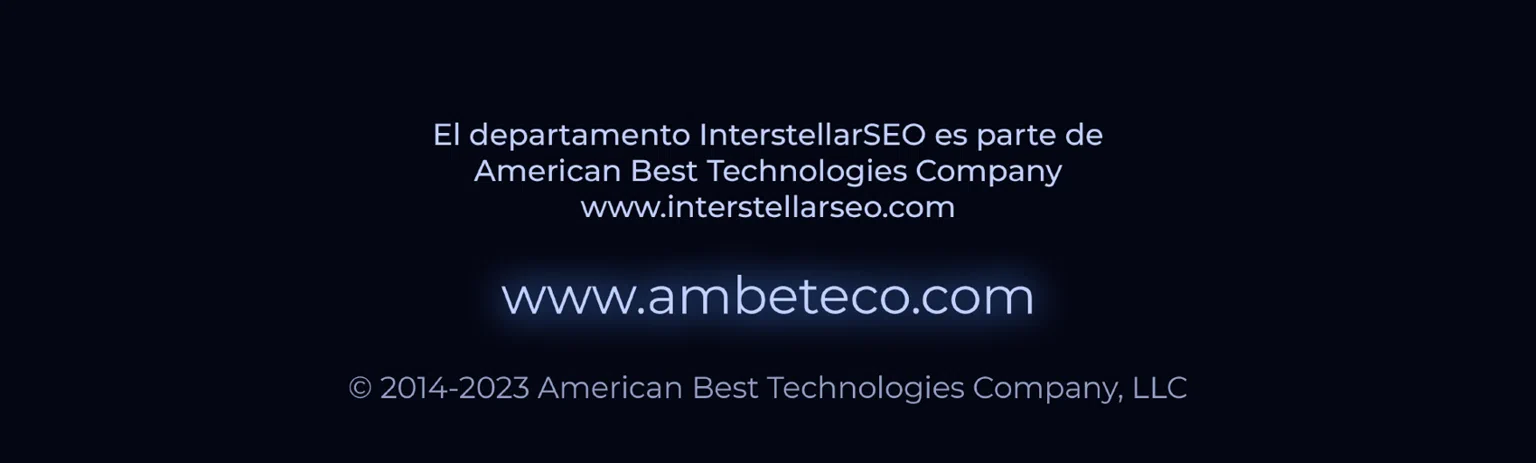 El departamento InterstellarSEO es parte de
American Best Technologies Company
www.interstellarseo.com
www.ambeteco.com
© 2014-2023 American Best Technologies Company, LLC